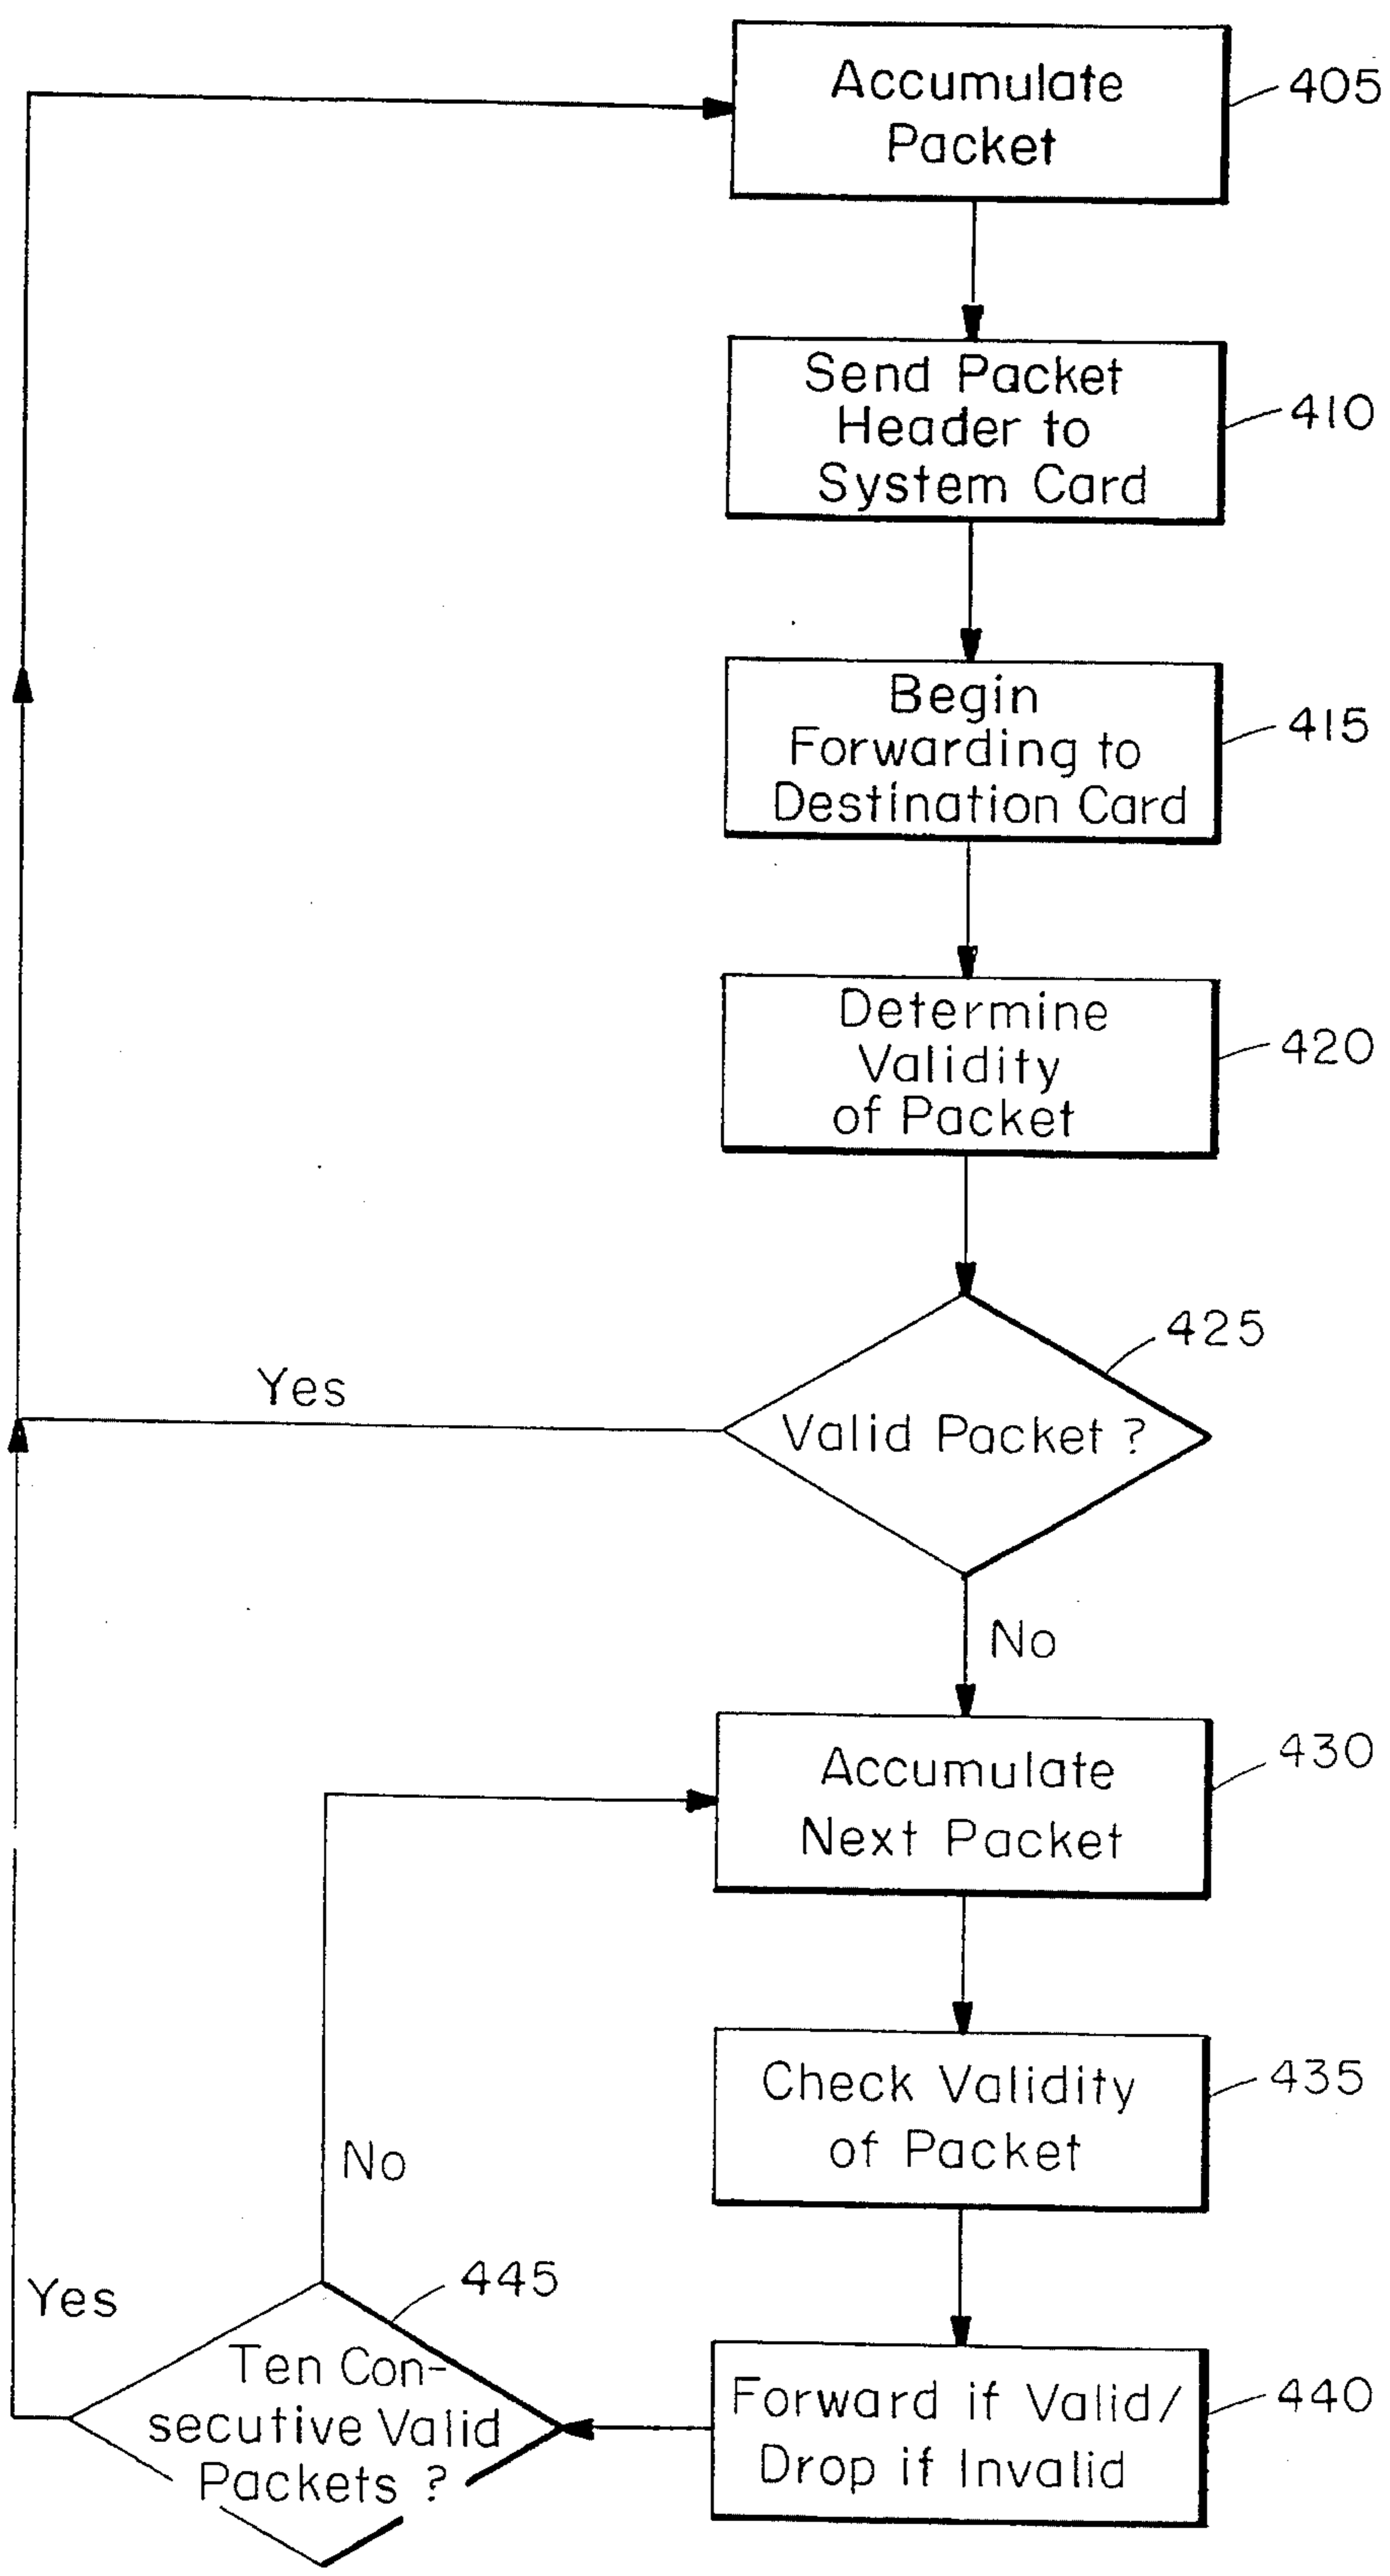 Accumulate
Packet
405
Send Packet
Header to
System Card
410
Begin
Forwarding to
Destination Card
415
Determine
Validity
of Packet
420
425
Yes
Valid Packet ?
No
Accumulate
Next Packet
430
Check Validity
of Packet
435
No
Yes
445
Ten Con-
secutive Valid
Packets ?
Forward if Valid/
Drop if Invalid
440